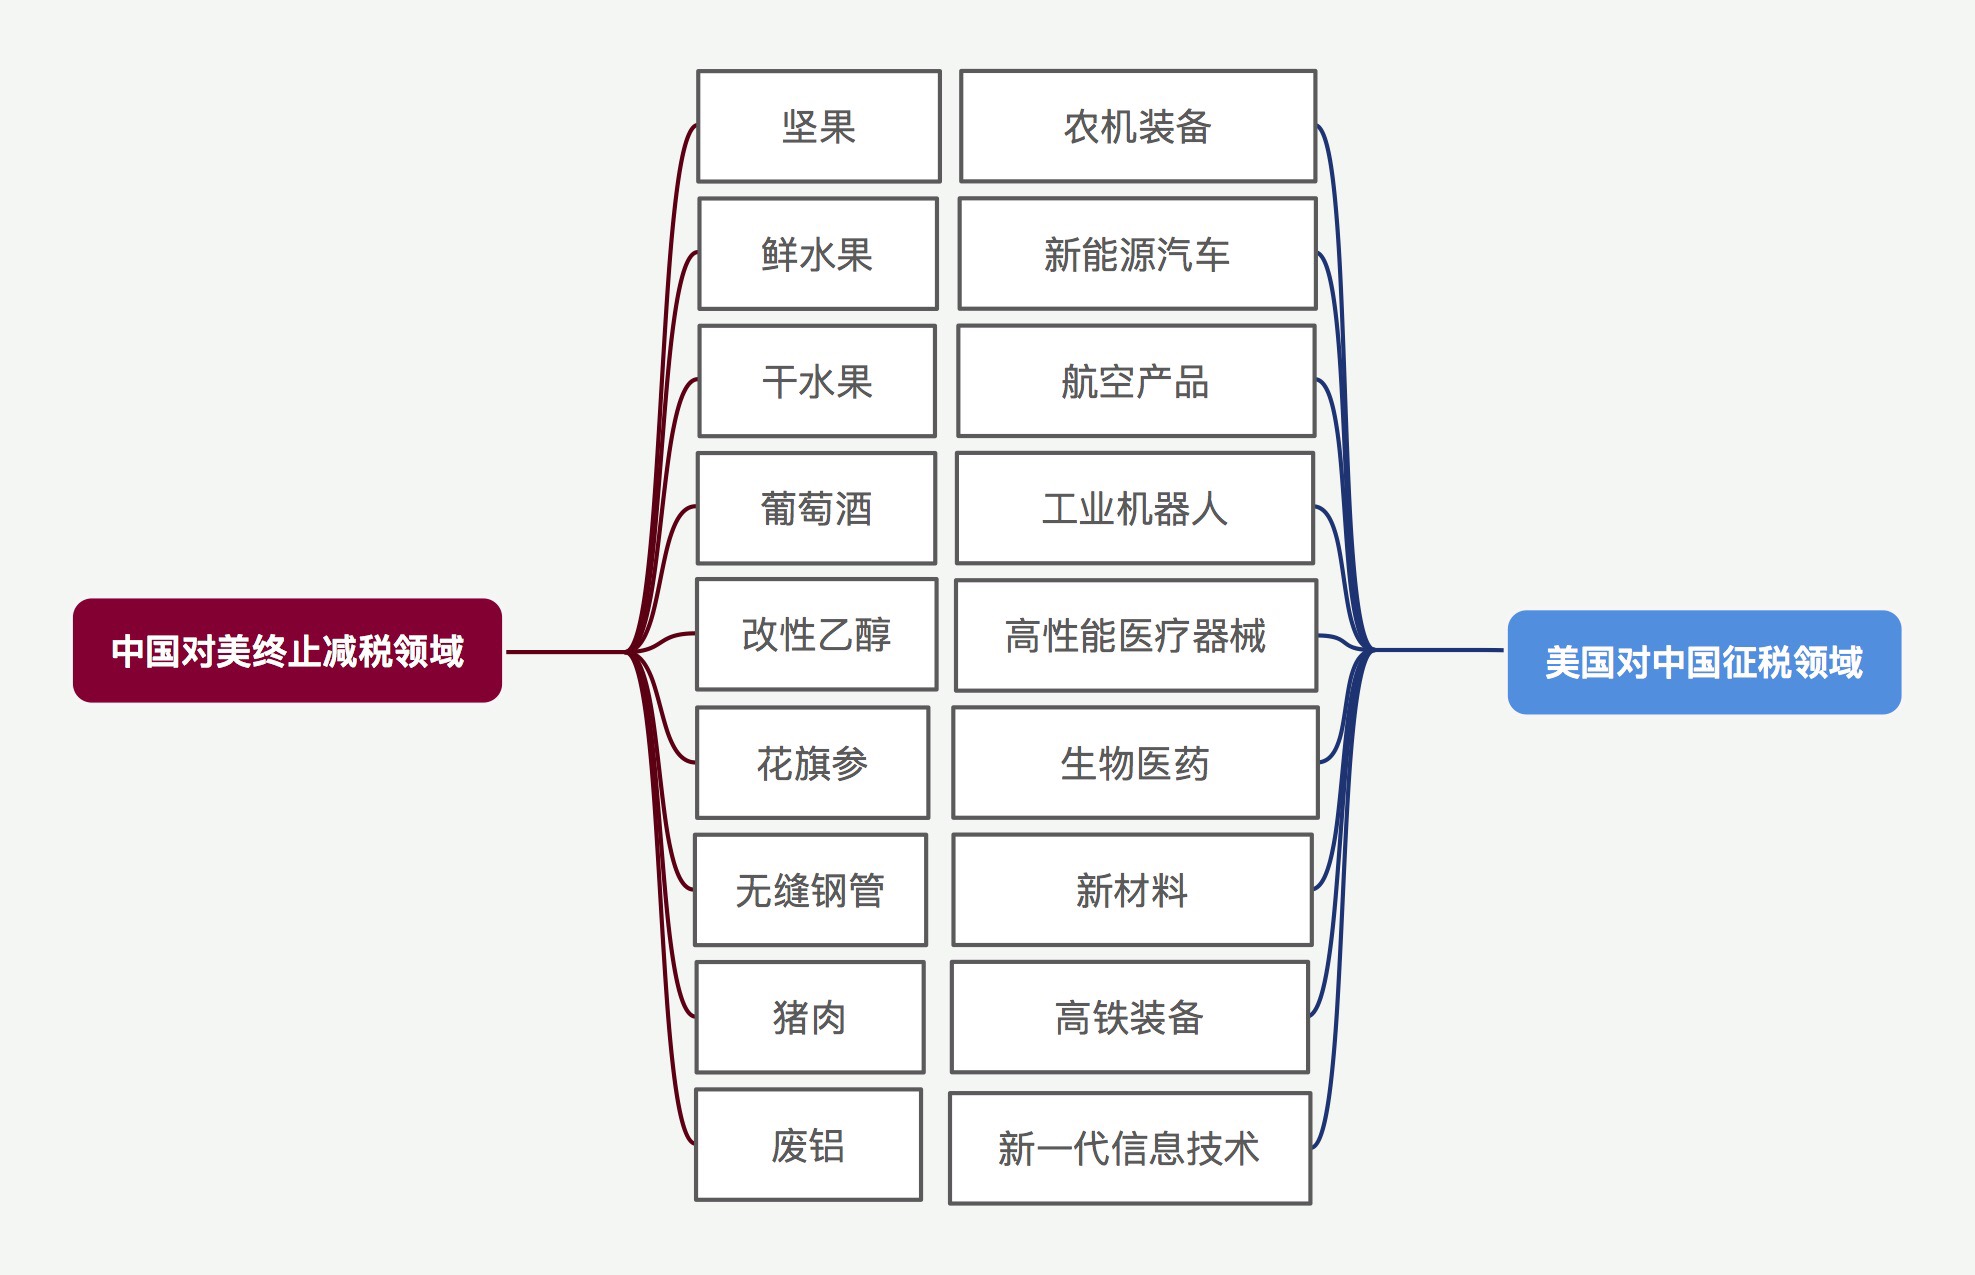 中国对美终止减税领域
坚果
鲜水果
干水果
葡萄酒
改性乙醇
花旗参
无缝钢管
猪肉
废铝
农机装备
新能源汽车
航空产品
工业机器人
高性能医疗器械
生物医药
新材料
高铁装备
新一代信息技术
美国对中国征税领域